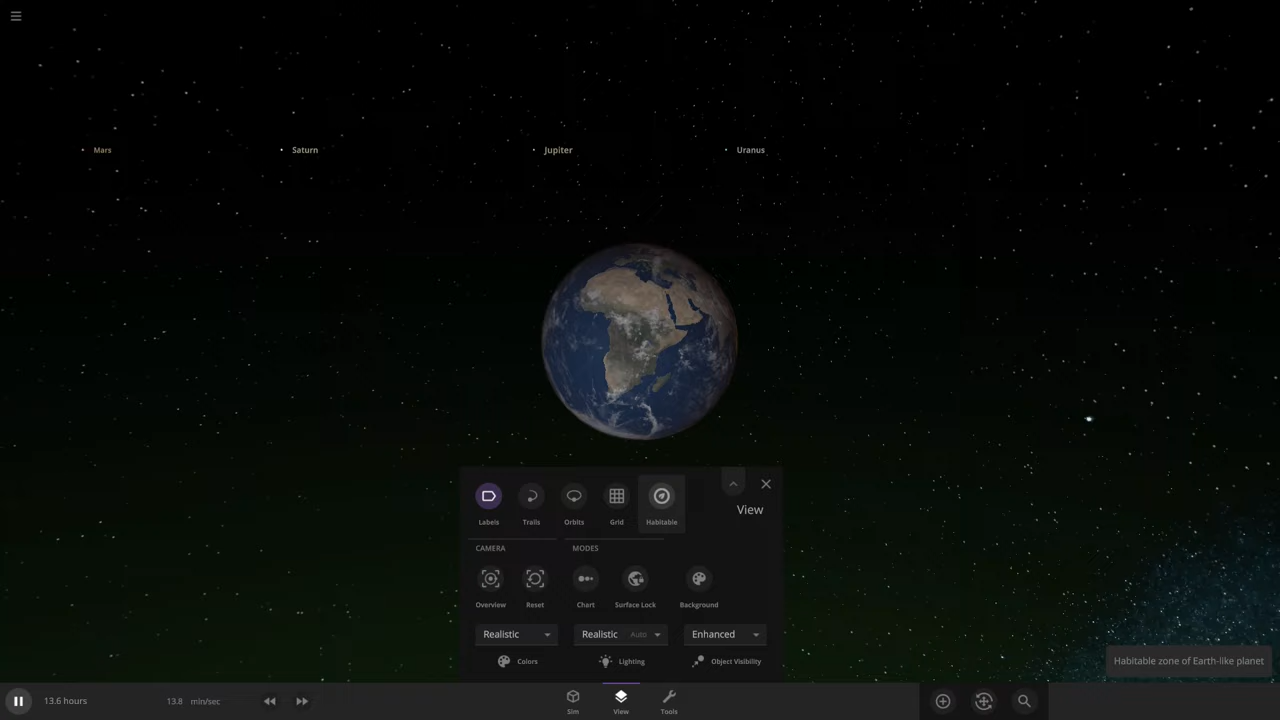 Mars
Saturn
Jupiter
Uranus
Labels
Trails
Orbits
Grid
Habitable
View
CAMERA
MODES
Overview
Reset
Chart
Surface Lock
Background
Realistic
Realistic Auto
Enhanced
Colors
Lighting
Object Visibility
Habitable zone of Earth-like planet
13.6 hours
13.8 min/sec
Sim
View
Tools